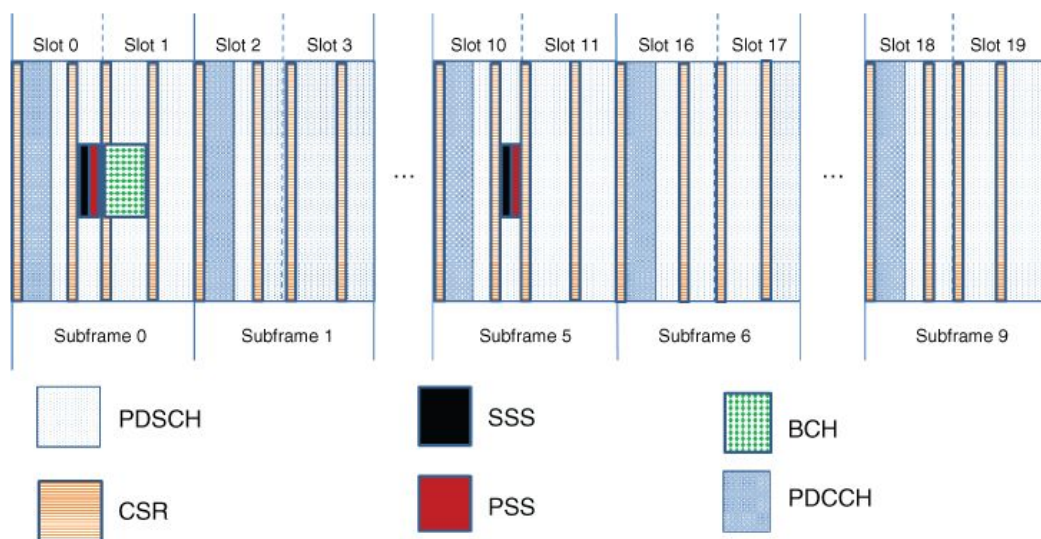 Slot 0 Slot 1 Slot 2 Slot 3 Slot 10 Slot 11 Slot 16 Slot 17 Slot 18 Slot 19
... ...
Subframe 0 Subframe 1 Subframe 5 Subframe 6 Subframe 9
PDSCH SSS BCH
CSR PSS PDCCH